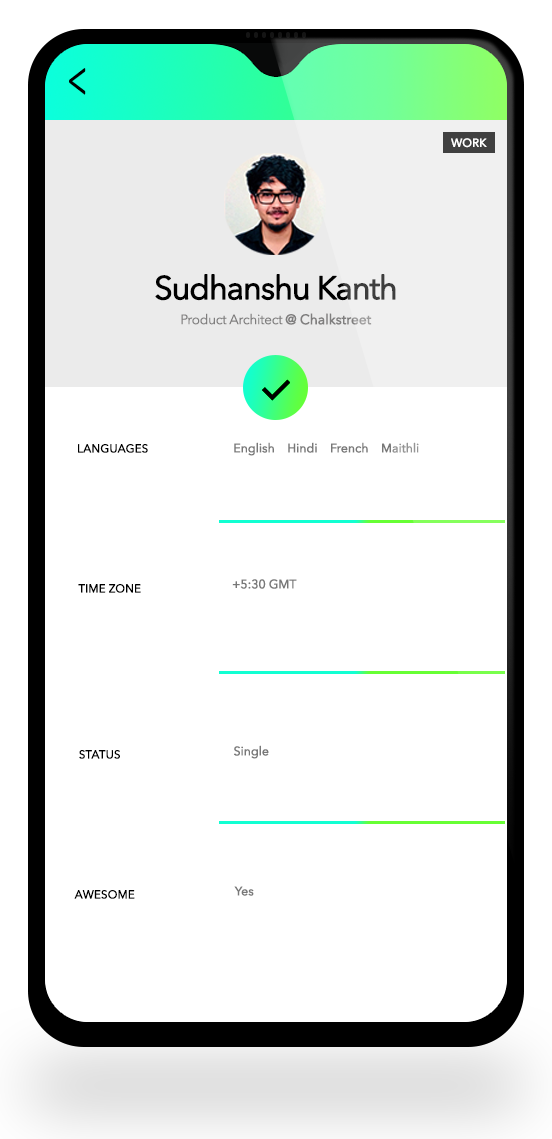 WORK
Sudhanshu Kanth
Product Architect @ Chalkstreet
LANGUAGES English Hindi French Maithli
TIME ZONE +5:30 GMT
STATUS Single
AWESOME Yes